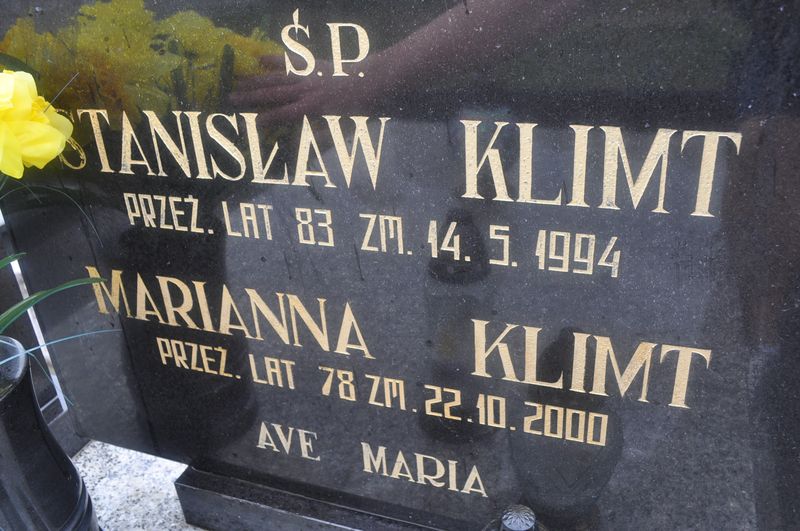 Ś.P.
STANISŁAW KLIMT
PRZEŻ. LAT 83 ZM. 14. 5. 1994
MARIANNA KLIMT
PRZEŻ. LAT 78 ZM. 22.10.2000
AVE MARIA